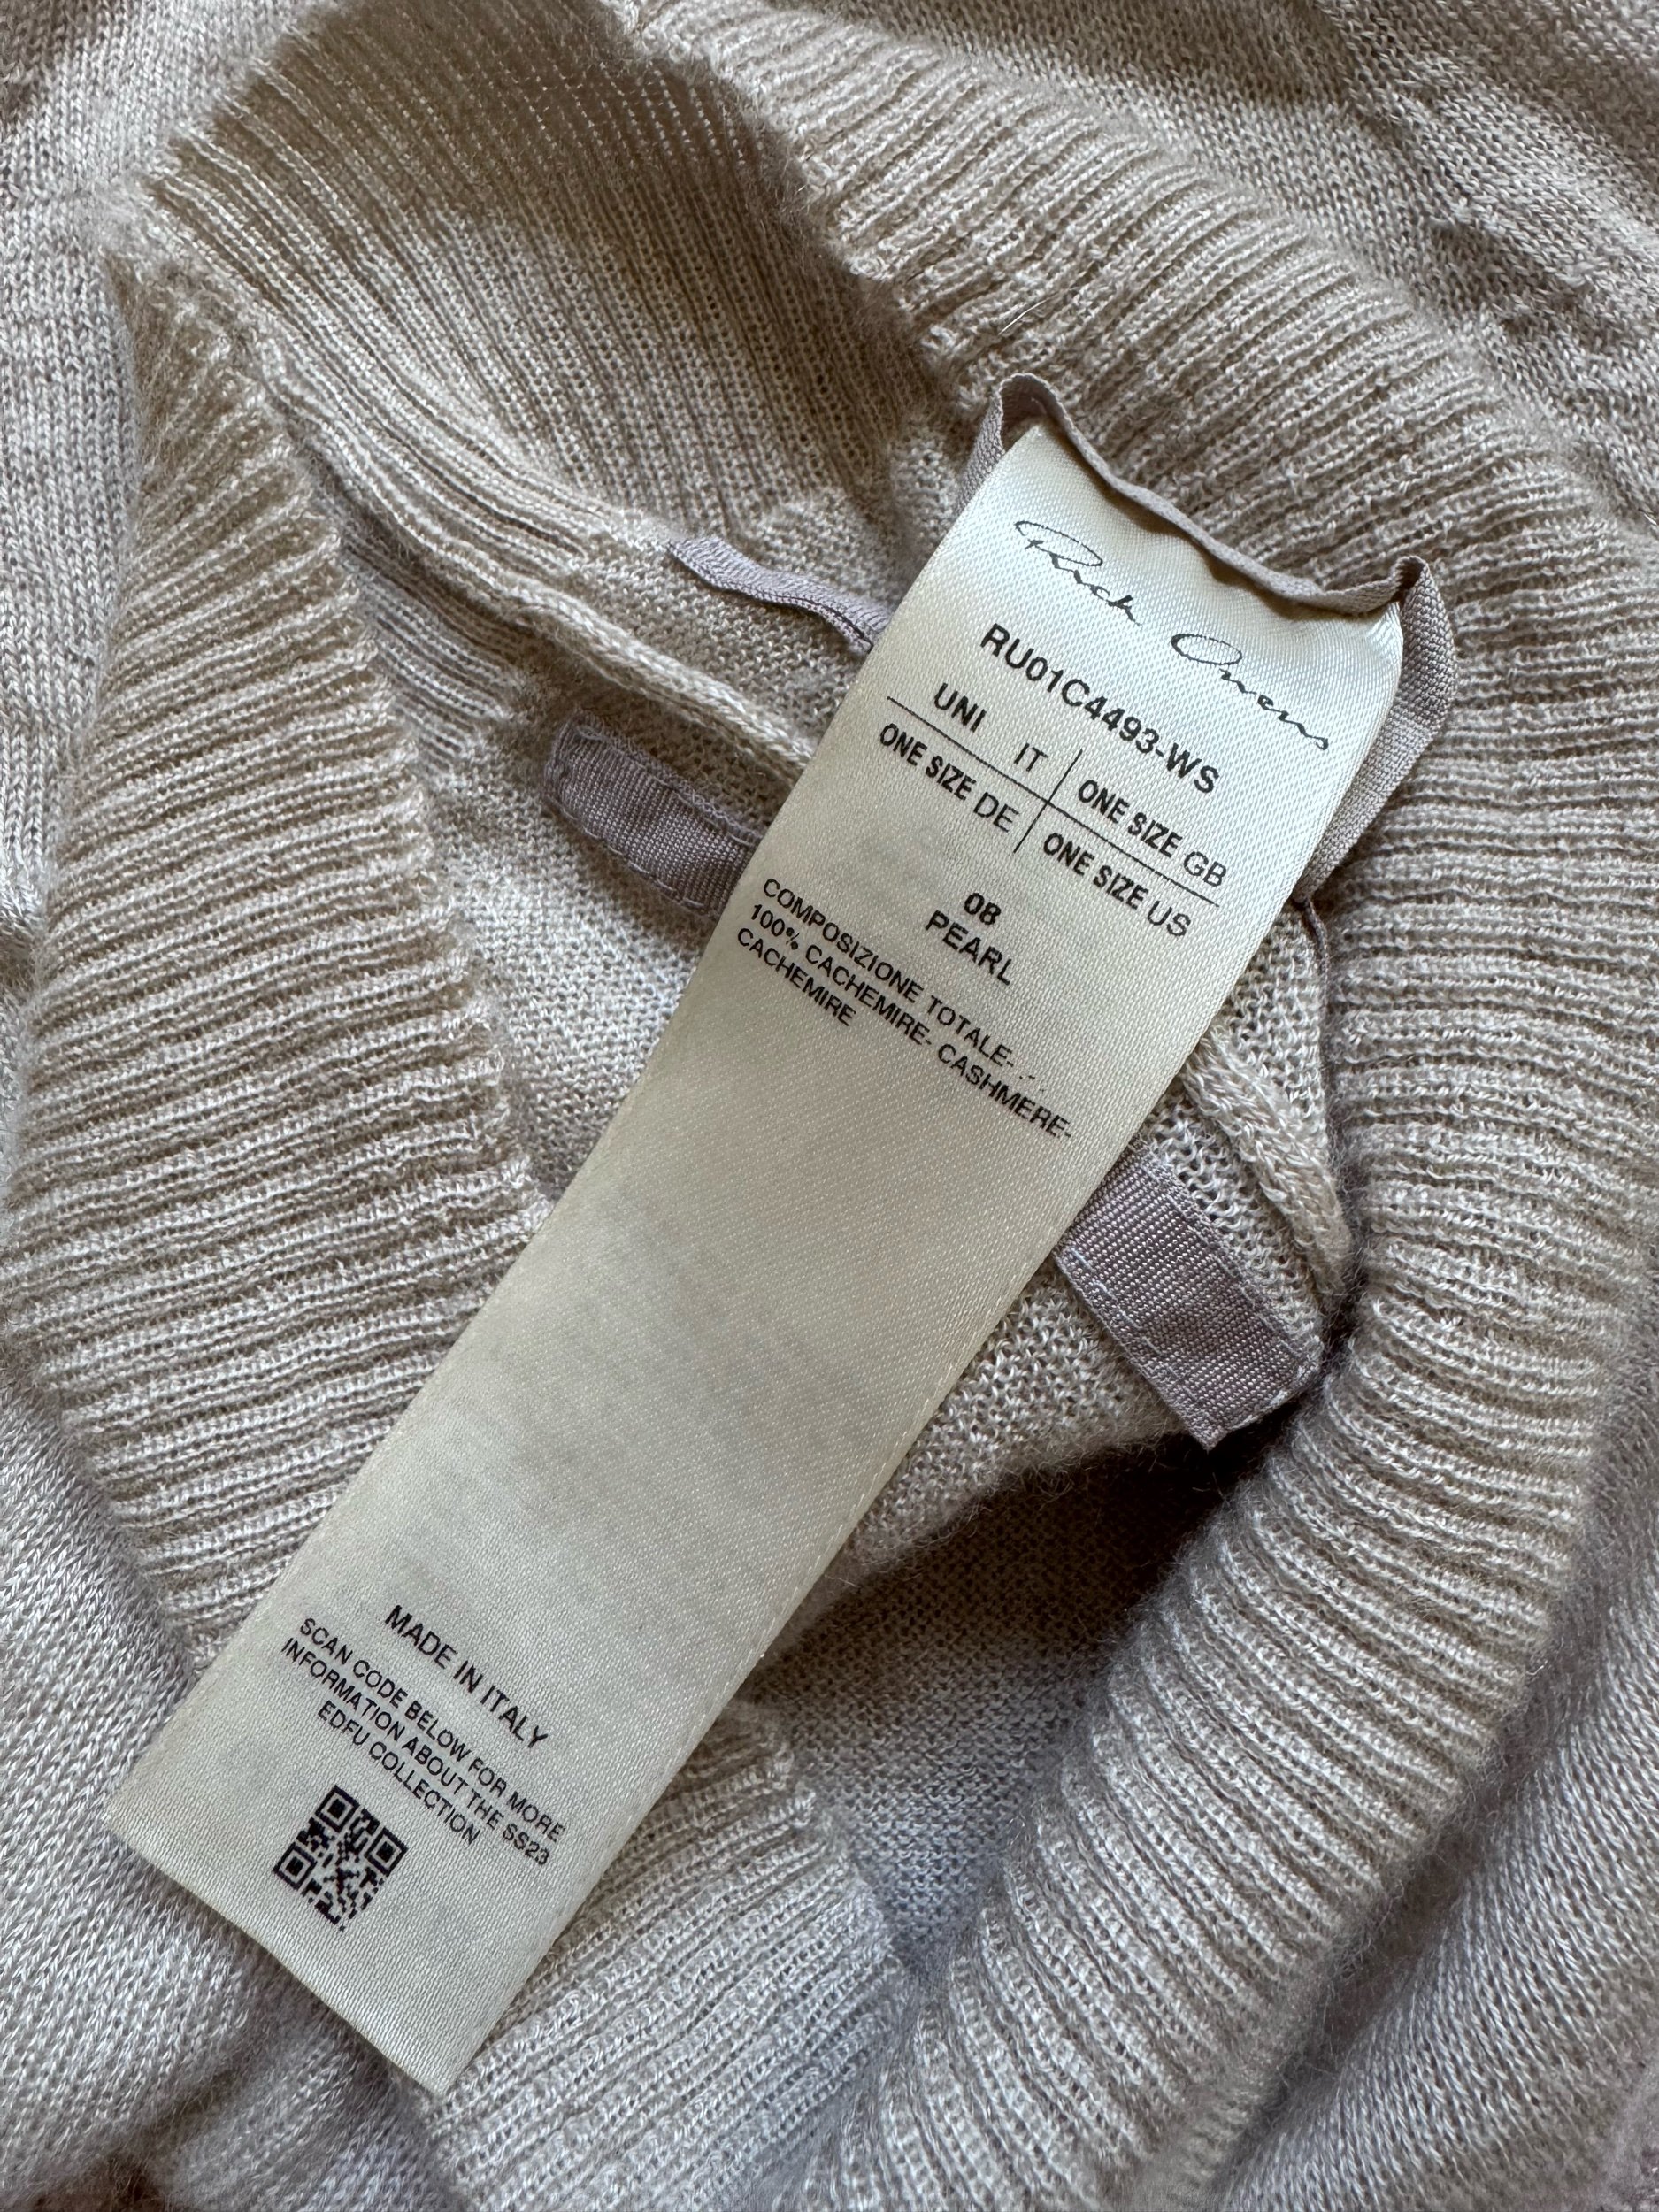 Rick Owens
RU01C4493-WS
UNI IT ONE SIZE GB
ONE SIZE DE ONE SIZE US
08
PEARL
COMPOSIZIONE TOTALE-
100% CACHEMIRE- CASHMERE-
CACHEMIRE
MADE IN ITALY
SCAN CODE BELOW FOR MORE
INFORMATION ABOUT THE SS23
EDFU COLLECTION